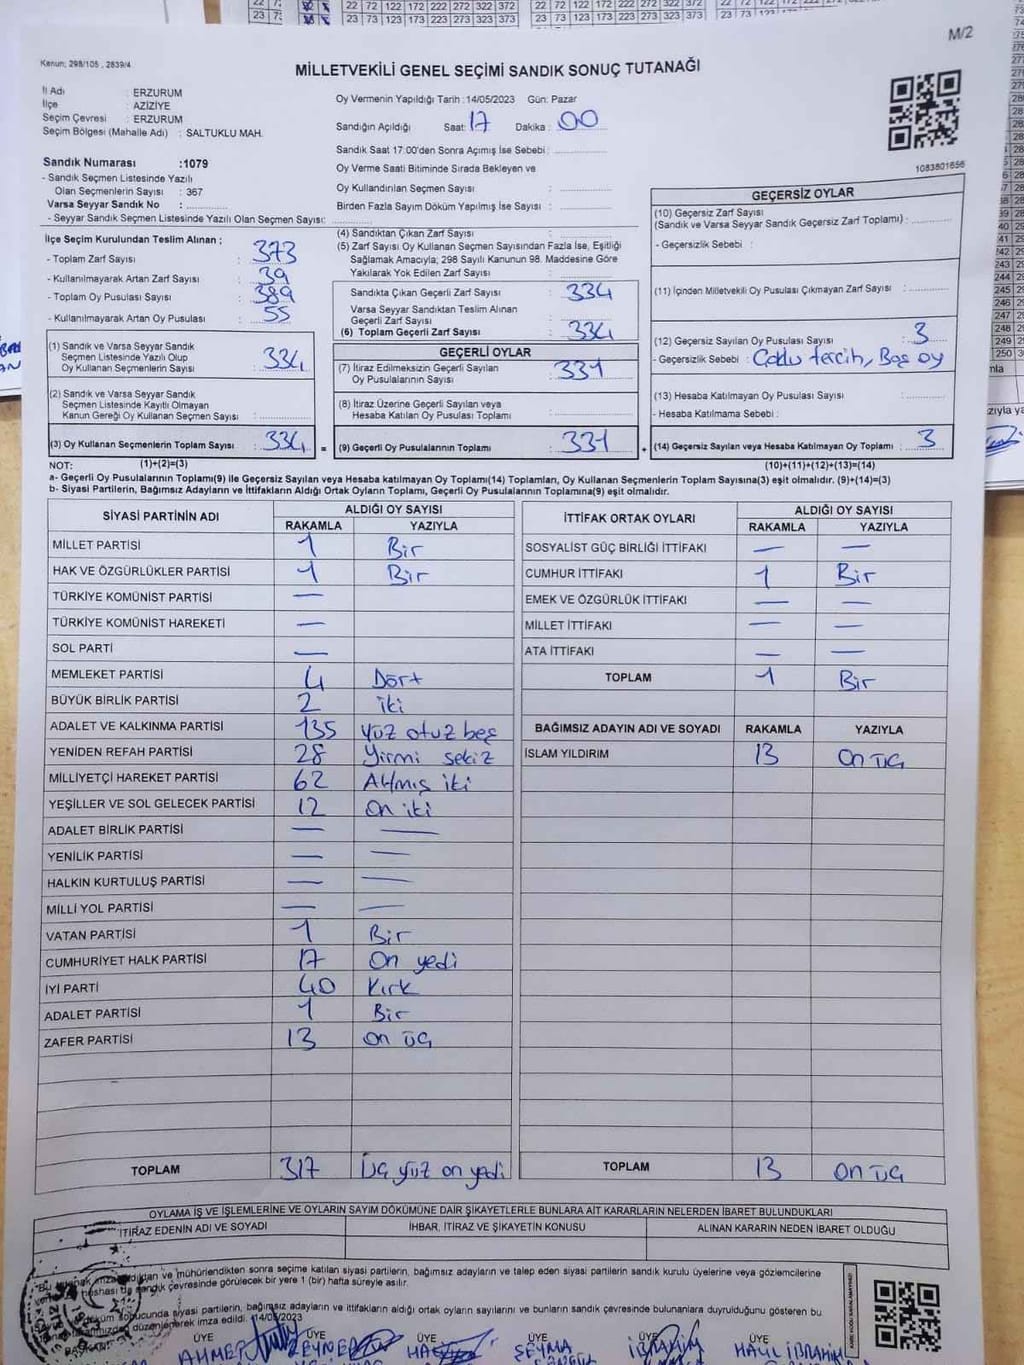 M/2
Kanun: 298/105 , 2839/4
MİLLETVEKİLİ GENEL SEÇİMİ SANDIK SONUÇ TUTANAĞI
İl Adı : ERZURUM
İlçe : AZİZİYE
Seçim Çevresi : ERZURUM
Seçim Bölgesi (Mahalle Adı) : SALTUKLU MAH.
Sandık Numarası :1079
- Sandık Seçmen Listesinde Yazılı
Olan Seçmenlerin Sayısı : 367
Varsa Seyyar Sandık No :
- Seyyar Sandık Seçmen Listesinde Yazılı Olan Seçmen Sayısı:
Oy Vermenin Yapıldığı Tarih :14/05/2023 Gün: Pazar
Sandığın Açıldığı Saat: 17 Dakika : 00
Sandık Saat 17:00'den Sonra Açımış İse Sebebi :
Oy Verme Saati Bitiminde Sırada Bekleyen ve
Oy Kullandırılan Seçmen Sayısı :
Birden Fazla Sayım Döküm Yapılmış İse Sayısı :
1083801656
İlçe Seçim Kurulundan Teslim Alınan ;
- Toplam Zarf Sayısı : 373
- Kullanılmayarak Artan Zarf Sayısı : 39
- Toplam Oy Pusulası Sayısı : 389
- Kullanılmayarak Artan Oy Pusulası : 55
(1) Sandık ve Varsa Seyyar Sandık
Seçmen Listesinde Yazılı Olup
Oy Kullanan Seçmenlerin Sayısı : 334
(2) Sandık ve Varsa Seyyar Sandık
Seçmen Listesinde Kayıtlı Olmayan
Kanun Gereği Oy Kullanan Seçmen Sayısı :
(3) Oy Kullanan Seçmenlerin Toplam Sayısı : 334 =
(4) Sandıktan Çıkan Zarf Sayısı :
(5) Zarf Sayısı Oy Kullanan Seçmen Sayısından Fazla İse, Eşitliği
Sağlamak Amacıyla; 298 Sayılı Kanunun 98. Maddesine Göre
Yakılarak Yok Edilen Zarf Sayısı :
Sandıkta Çıkan Geçerli Zarf Sayısı : 334
Varsa Seyyar Sandıktan Teslim Alınan
Geçerli Zarf Sayısı :
(6) Toplam Geçerli Zarf Sayısı : 334
GEÇERLİ OYLAR
(7) İtiraz Edilmeksizin Geçerli Sayılan
Oy Pusulalarının Sayısı : 331
(8) İtiraz Üzerine Geçerli Sayılan veya
Hesaba Katılan Oy Pusulası Toplamı :
(9) Geçerli Oy Pusulalarının Toplamı : 331 +
GEÇERSİZ OYLAR
(10) Geçersiz Zarf Sayısı
(Sandık ve Varsa Seyyar Sandık Geçersiz Zarf Toplamı) :
- Geçersizlik Sebebi :
(11) İçinden Milletvekili Oy Pusulası Çıkmayan Zarf Sayısı :
(12) Geçersiz Sayılan Oy Pusulası Sayısı : 3
- Geçersizlik Sebebi : Çoklu tercih, Boş oy
(13) Hesaba Katılmayan Oy Pusulası Sayısı :
- Hesaba Katılmama Sebebi :
(14) Geçersiz Sayılan veya Hesaba Katılmayan Oy Toplamı : 3
NOT: (1)+(2)=(3) (10)+(11)+(12)+(13)=(14)
a- Geçerli Oy Pusulalarının Toplamı(9) ile Geçersiz Sayılan veya Hesaba katılmayan Oy Toplamı(14) Toplamları, Oy Kullanan Seçmenlerin Toplam Sayısına(3) eşit olmalıdır. (9)+(14)=(3)
b- Siyasi Partilerin, Bağımsız Adayların ve İttifakların Aldığı Ortak Oyların Toplamı, Geçerli Oy Pusulalarının Toplamına(9) eşit olmalıdır.
SİYASİ PARTİNİN ADI ALDIĞI OY SAYISI
RAKAMLA YAZIYLA
MİLLET PARTİSİ 1 Bir
HAK VE ÖZGÜRLÜKLER PARTİSİ 1 Bir
TÜRKİYE KOMÜNİST PARTİSİ —
TÜRKİYE KOMÜNİST HAREKETİ —
SOL PARTİ —
MEMLEKET PARTİSİ 4 Dört
BÜYÜK BİRLİK PARTİSİ 2 iki
ADALET VE KALKINMA PARTİSİ 135 yüz otuz beş
YENİDEN REFAH PARTİSİ 28 Yirmi sekiz
MİLLİYETÇİ HAREKET PARTİSİ 62 Altmış iki
YEŞİLLER VE SOL GELECEK PARTİSİ 12 On iki
ADALET BİRLİK PARTİSİ — —
YENİLİK PARTİSİ — —
HALKIN KURTULUŞ PARTİSİ — —
MİLLİ YOL PARTİSİ — —
VATAN PARTİSİ 1 Bir
CUMHURİYET HALK PARTİSİ 17 On yedi
İYİ PARTİ 40 Kırk
ADALET PARTİSİ 1 Bir
ZAFER PARTİSİ 13 On üç
TOPLAM 317 Üç yüz on yedi
İTTİFAK ORTAK OYLARI ALDIĞI OY SAYISI
RAKAMLA YAZIYLA
SOSYALİST GÜÇ BİRLİĞİ İTTİFAKI — —
CUMHUR İTTİFAKI 1 Bir
EMEK VE ÖZGÜRLÜK İTTİFAKI — —
MİLLET İTTİFAKI — —
ATA İTTİFAKI — —
TOPLAM 1 Bir
BAĞIMSIZ ADAYIN ADI VE SOYADI RAKAMLA YAZIYLA
İSLAM YILDIRIM 13 On üç
TOPLAM 13 On üç
OYLAMA İŞ VE İŞLEMLERİNE VE OYLARIN SAYIM DÖKÜMÜNE DAİR ŞİKAYETLERLE BUNLARA AİT KARARLARIN NELERDEN İBARET BULUNDUKLARI
İTİRAZ EDENİN ADI VE SOYADI İHBAR, İTİRAZ VE ŞİKAYETİN KONUSU ALINAN KARARIN NEDEN İBARET OLDUĞU
ve mühürlendikten sonra seçime katılan siyasi partilerin, bağımsız adayların ve talep eden siyasi partilerin sandık kurulu üyelerine veya gözlemcilerine
sandık çevresinde görülecek bir yere 1 (bir) hafta süreyle asılır.
sonucunda siyasi partilerin, bağımsız adayların ve ittifakların aldığı ortak oyların sayılarını ve bunların sandık çevresinde bulunanlara duyrulduğunu gösteren bu
düzenlenerek imza edildi. 14/05/2023
BAŞKAN ÜYE ÜYE ÜYE ÜYE ÜYE ÜYE
AHMET ZEYNEP ŞEYMA İBRAHİM HALİL İBRAHİM